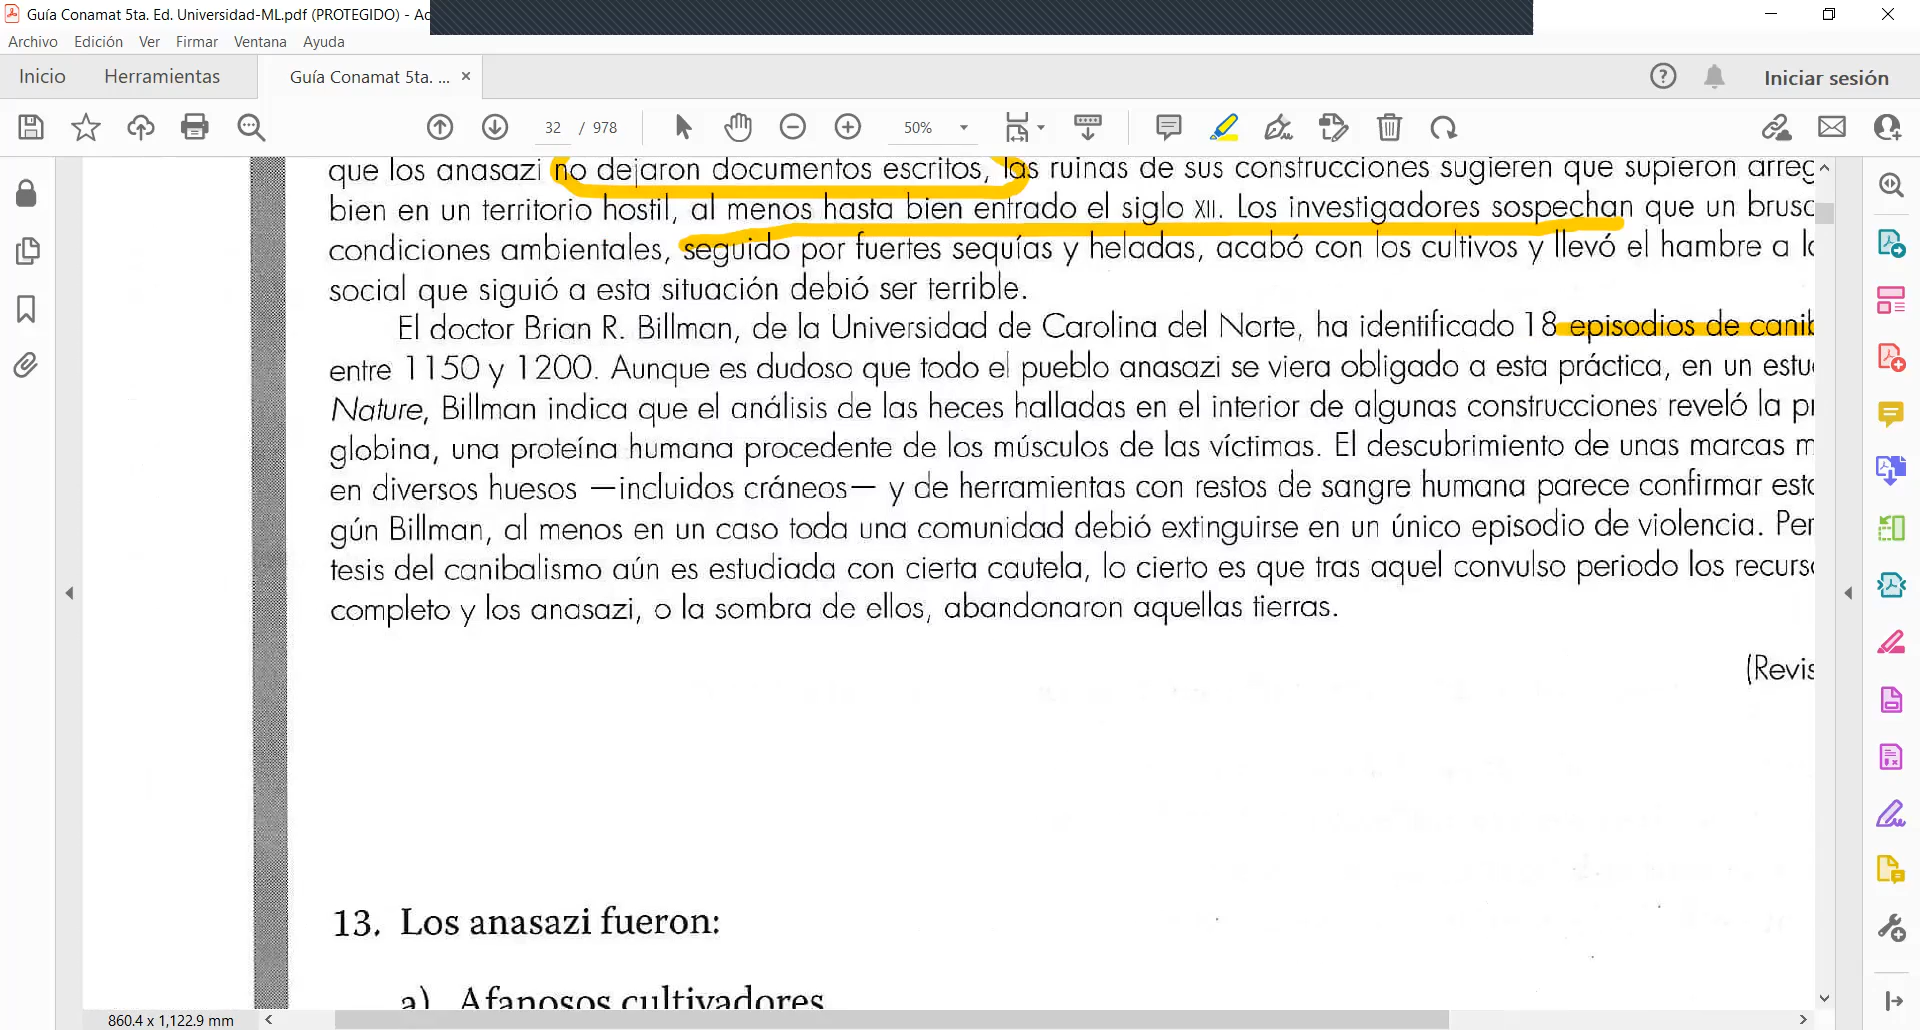 Guía Conamat 5ta. Ed. Universidad-ML.pdf (PROTEGIDO) - Ac
Archivo Edición Ver Firmar Ventana Ayuda
Inicio Herramientas Guía Conamat 5ta. ... × ? Iniciar sesión
32 / 978 50%
que los anasazi no dejaron documentos escritos, las ruinas de sus construcciones sugieren que supieron arreg
bien en un territorio hostil, al menos hasta bien entrado el siglo XII. Los investigadores sospechan que un brusc
condiciones ambientales, seguido por fuertes sequías y heladas, acabó con los cultivos y llevó el hambre a la
social que siguió a esta situación debió ser terrible.
El doctor Brian R. Billman, de la Universidad de Carolina del Norte, ha identificado 18 episodios de canib
entre 1150 y 1200. Aunque es dudoso que todo el pueblo anasazi se viera obligado a esta práctica, en un estu
Nature, Billman indica que el análisis de las heces halladas en el interior de algunas construcciones reveló la pr
globina, una proteína humana procedente de los músculos de las víctimas. El descubrimiento de unas marcas m
en diversos huesos —incluidos cráneos— y de herramientas con restos de sangre humana parece confirmar esta
gún Billman, al menos en un caso toda una comunidad debió extinguirse en un único episodio de violencia. Per
tesis del canibalismo aún es estudiada con cierta cautela, lo cierto es que tras aquel convulso periodo los recurso
completo y los anasazi, o la sombra de ellos, abandonaron aquellas tierras.
(Revis
13. Los anasazi fueron:
a) Afanosos cultivadores
860.4 x 1,122.9 mm